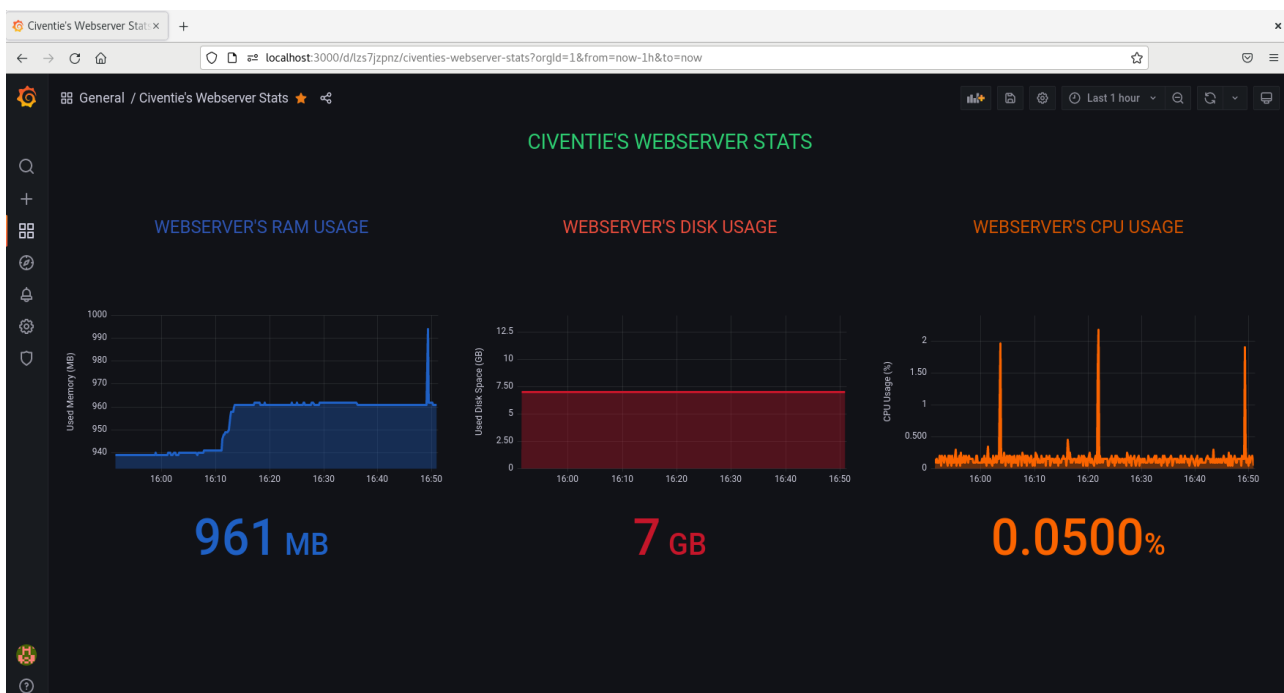 Civentie's Webserver Stats
localhost:3000/d/lzs7jzpnz/civenties-webserver-stats?orgId=1&from=now-1h&to=now
General / Civentie's Webserver Stats
Last 1 hour
CIVENTIE'S WEBSERVER STATS
WEBSERVER'S RAM USAGE
Used Memory (MB)
1000
990
980
970
960
950
940
16:00 16:10 16:20 16:30 16:40 16:50
961 MB
WEBSERVER'S DISK USAGE
Used Disk Space (GB)
12.5
10
7.50
5
2.50
0
16:00 16:10 16:20 16:30 16:40 16:50
7 GB
WEBSERVER'S CPU USAGE
CPU Usage (%)
2
1.50
1
0.500
0
16:00 16:10 16:20 16:30 16:40 16:50
0.0500%